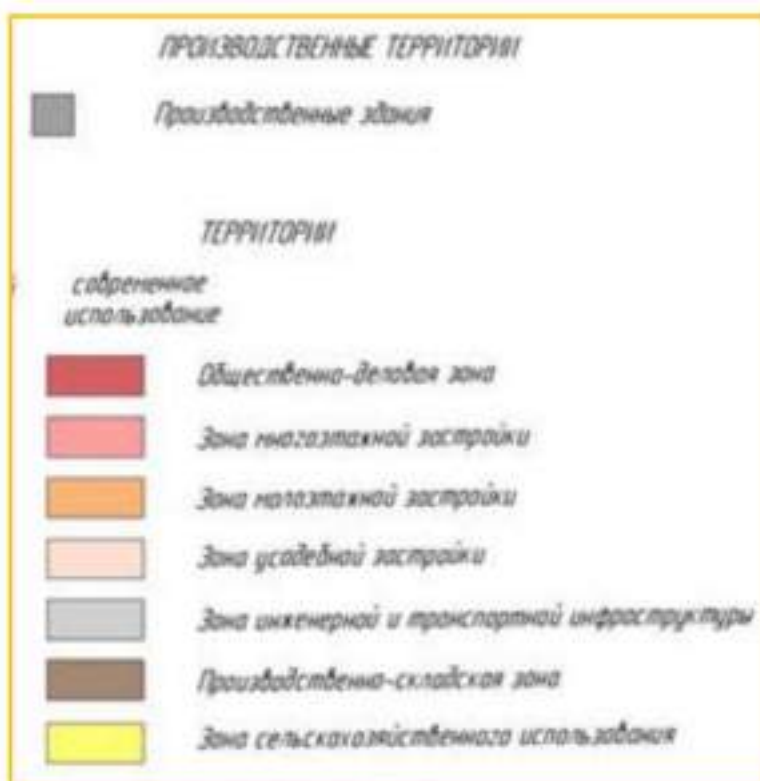 ПРОИЗВОДСТВЕННЫЕ ТЕРРИТОРИИ
Производственные здания
ТЕРРИТОРИИ
современное
использование
Общественно-деловая зона
Зона многоэтажной застройки
Зона малоэтажной застройки
Зона усадебной застройки
Зона инженерной и транспортной инфраструктуры
Производственно-складская зона
Зона сельскохозяйственного использования